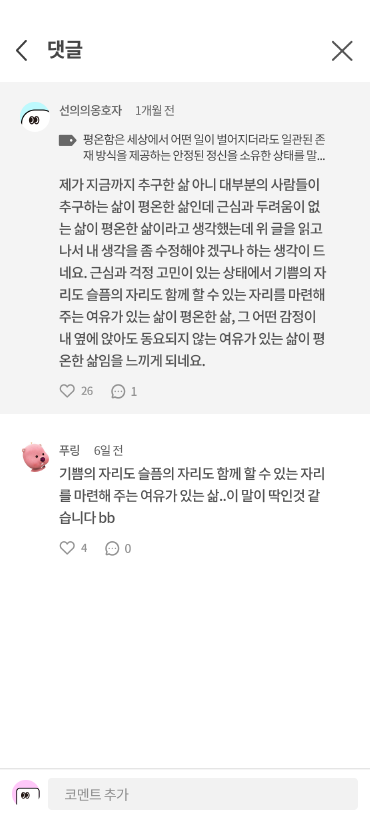 댓글
선의의옹호자 1개월 전
평온함은 세상에서 어떤 일이 벌어지더라도 일관된 존
재 방식을 제공하는 안정된 정신을 소유한 상태를 말...
제가 지금까지 추구한 삶 아니 대부분의 사람들이
추구하는 삶이 평온한 삶인데 근심과 두려움이 없
는 삶이 평온한 삶이라고 생각했는데 위 글을 읽고
나서 내 생각을 좀 수정해야 겠구나 하는 생각이 드
네요. 근심과 걱정 고민이 있는 상태에서 기쁨의 자
리도 슬픔의 자리도 함께 할 수 있는 자리를 마련해
주는 여유가 있는 삶이 평온한 삶, 그 어떤 감정이
내 옆에 앉아도 동요되지 않는 여유가 있는 삶이 평
온한 삶임을 느끼게 되네요.
26 1
푸링 6일 전
기쁨의 자리도 슬픔의 자리도 함께 할 수 있는 자리
를 마련해 주는 여유가 있는 삶..이 말이 딱인것 같
습니다 bb
4 0
코멘트 추가